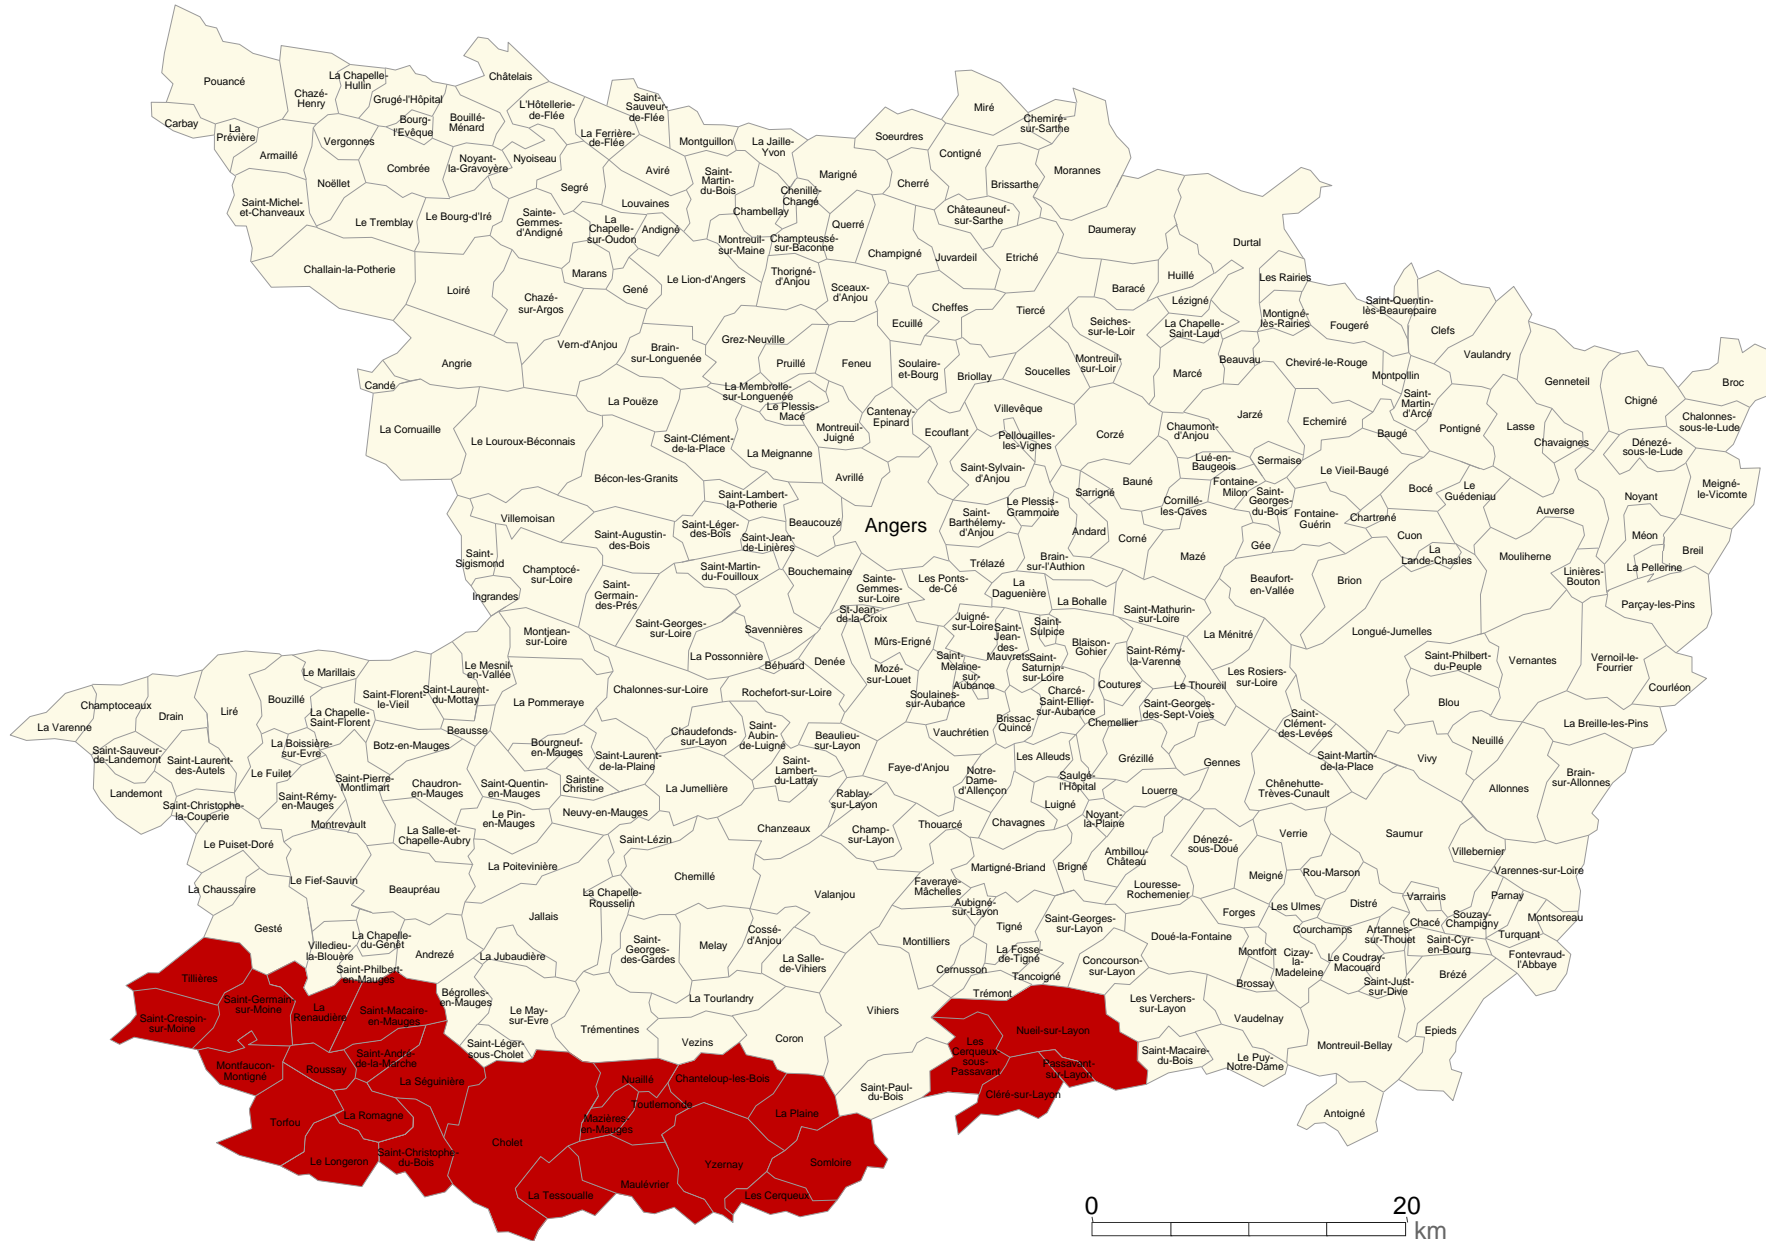 Pouancé
Carbay
La
Prévière
Chazé-
Henry
La Chapelle-
Hullin
Grugé-l'Hôpital
Bourg-
l'Evêque
Bouillé-
Ménard
Châtelais
L'Hôtellerie-
de-Flée
La Ferrière-
de-Flée
Saint-
Sauveur-
de-Flée
Montguillon
La Jaille-
Yvon
Soeurdres
Miré
Chemiré-
sur-Sarthe
Contigné
Morannes
Armaillé
Vergonnes
Combrée
Noyant-
la-Gravoyère
Nyoiseau
Segré
Aviré
Louvaines
Saint-
Martin-
du-Bois
Chambellay
Chenillé-
Changé
Marigné
Cherré
Brissarthe
Noëllet
Saint-Michel-
et-Chanveaux
Le Tremblay
Le Bourg-d'Iré
Sainte-
Gemmes-
d'Andigné
La
Chapelle-
sur-Oudon
Andigné
Montreuil-
sur-Maine
Champteussé-
sur-Baconne
Querré
Châteauneuf-
sur-Sarthe
Daumeray
Durtal
Challain-la-Potherie
Loiré
Chazé-
sur-Argos
Marans
Gené
Le Lion-d'Angers
Thorigné-
d'Anjou
Sceaux-
d'Anjou
Champigné
Juvardeil
Etriché
Baracé
Huillé
Lézigné
Les Rairies
Montigné-
lès-Rairies
Fougeré
Saint-Quentin-
lès-Beaurepaire
Clefs
Vaulandry
Cheffes
Tiercé
Ecuillé
Seiches-
sur-le-Loir
La Chapelle-
Saint-Laud
Angrie
Candé
Vern-d'Anjou
Brain-
sur-Longuenée
Grez-Neuville
Pruillé
Feneu
Soulaire-
et-Bourg
Briollay
Soucelles
Montreuil-
sur-Loir
Marcé
Beauvau
Cheviré-le-Rouge
Montpollin
Saint-
Martin-
d'Arcé
Genneteil
Chigné
Broc
Chalonnes-
sous-le-Lude
La Cornuaille
Le Louroux-Béconnais
La Pouëze
La Membrolle-
sur-Longuenée
Le Plessis-
Macé
Montreuil-
Juigné
Cantenay-
Epinard
Ecouflant
Villevêque
Pellouailles-
les-Vignes
Corzé
Chaumont-
d'Anjou
Jarzé
Echemiré
Baugé
Pontigné
Lasse
Chavaignes
Dénezé-
sous-le-Lude
Saint-Clément-
de-la-Place
La Meignanne
Avrillé
Saint-Sylvain-
d'Anjou
Lué-en-
Baugeois
Sermaise
Le Vieil-Baugé
Bécon-les-Granits
Saint-Lambert-
la-Potherie
Beaucouzé
Angers
Saint-
Barthélemy-
d'Anjou
Le Plessis-
Grammoire
Sarrigné
Bauné
Cornillé-
les-Caves
Fontaine-
Milon
Saint-
Georges-
du-Bois
Fontaine-
Guérin
Chartrené
Bocé
Le
Guédeniau
Auverse
Noyant
Meigné-
le-Vicomte
Villemoisan
Saint-Augustin-
des-Bois
Saint-Léger-
des-Bois
Saint-Jean-
de-Linières
Andard
Corné
Mazé
Gée
Cuon
La
Lande-Chasles
Mouliherne
Méon
Breil
La Pellerine
Linières-
Bouton
Saint-
Sigismond
Ingrandes
Champtocé-
sur-Loire
Saint-
Germain-
des-Prés
Saint-Martin-
du-Fouilloux
Bouchemaine
Sainte-
Gemmes-
sur-Loire
Les Ponts-
de-Cé
Trélazé
Brain-
sur-l'Authion
La
Daguenière
La Bohalle
Saint-Mathurin-
sur-Loire
Beaufort-
en-Vallée
Brion
Parçay-les-Pins
Saint-Georges-
sur-Loire
Savennières
La Possonnière
Béhuard
St-Jean-
de-la-Croix
Denée
Mûrs-Erigné
Mozé-
sur-Louet
Juigné-
sur-Loire
Saint-
Jean-
des-
Mauvrets
Saint-
Sulpice
Blaison-
Gohier
Saint-Rémy-
la-Varenne
La Ménitré
Longué-Jumelles
Saint-Philbert-
du-Peuple
Vernantes
Vernoil-le-
Fourrier
Courléon
Montjean-
sur-Loire
Le Mesnil-
en-Vallée
Le Marillais
Saint-Florent-
le-Vieil
Saint-Laurent-
du-Mottay
La Pommeraye
Chalonnes-sur-Loire
Rochefort-sur-Loire
Saint-
Melaine-
sur-
Aubance
Soulaines-
sur-Aubance
Saint-
Saturnin-
sur-Loire
Charcé-
Saint-Ellier-
sur-Aubance
Coutures
Le Thoureil
Saint-Georges-
des-Sept-Voies
Les Rosiers-
sur-Loire
Saint-
Clément-
des-Levées
Blou
La Breille-les-Pins
La Varenne
Champtoceaux
Drain
Liré
Bouzillé
La Chapelle-
Saint-Florent
Botz-en-Mauges
Beausse
Bourgneuf-
en-Mauges
Saint-Laurent-
de-la-Plaine
Chaudefonds-
sur-Layon
Saint-
Aubin-
de-Luigné
Beaulieu-
sur-Layon
Vauchrétien
Brissac-
Quincé
Chemellier
Les Alleuds
Grézillé
Gennes
Saint-Martin-
de-la-Place
Vivy
Neuillé
Brain-
sur-Allonnes
Saint-Sauveur-
de-Landemont
Saint-Laurent-
des-Autels
La Boissière-
sur-Evre
Le Fuilet
Saint-Pierre-
Montlimart
Chaudron-
en-Mauges
Saint-Quentin-
en-Mauges
Sainte-
Christine
La Jumellière
Saint-
Lambert-
du-Lattay
Faye-d'Anjou
Notre-
Dame-
d'Allençon
Saulgé-
l'Hôpital
Louerre
Chênehutte-
Trèves-Cunault
Allonnes
Landemont
Saint-Christophe-
la-Couperie
Saint-Rémy-
en-Mauges
Montrevault
La Salle-et-
Chapelle-Aubry
Le Pin-
en-Mauges
Neuvy-en-Mauges
Saint-Lézin
Chanzeaux
Rablay-
sur-Layon
Champ-
sur-Layon
Thouarcé
Chavagnes
Luigné
Noyant-
la-Plaine
Ambillou-
Château
Dénezé-
sous-Doué
Verrie
Saumur
Villebernier
Varennes-sur-Loire
Le Puiset-Doré
La Chaussaire
Le Fief-Sauvin
Beaupréau
La Poitevinière
La Chapelle-
Rousselin
Chemillé
Valanjou
Faveraye-
Mâchelles
Martigné-Briand
Brigné
Louresse-
Rochemenier
Meigné
Rou-Marson
Les Ulmes
Distré
Varrains
Chacé
Souzay-
Champigny
Parnay
Montsoreau
Turquant
Gesté
Villedieu-
la-Blouère
La Chapelle-
du-Genêt
Andrezé
Jallais
La Jubaudière
Saint-
Georges-
des-Gardes
Melay
Cossé-
d'Anjou
La Salle-
de-Vihiers
Montilliers
Aubigné-
sur-Layon
Tigné
Saint-Georges-
sur-Layon
Forges
Doué-la-Fontaine
Montfort
Courchamps
Cizay-
la-
Madeleine
Artannes-
sur-Thouet
Le Coudray-
Macouard
Saint-Cyr-
en-Bourg
Fontevraud-
l'Abbaye
Saint-Philbert-
en-Mauges
Bégrolles-
en-Mauges
Le May-
sur-Evre
Saint-Léger-
sous-Cholet
Trémentines
La Tourlandry
Vezins
Coron
Vihiers
Cernusson
La Fosse-
de-Tigné
Tancoigné
Trémont
Concourson-
sur-Layon
Les Verchers-
sur-Layon
Brossay
Vaudelnay
Saint-Just-
sur-Dive
Brézé
Epieds
Tillières
Saint-Crespin-
sur-Moine
Saint-Germain-
sur-Moine
La
Renaudière
Saint-Macaire-
en-Mauges
Montfaucon-
Montigné
Roussay
Saint-André-
de-la-Marche
La Séguinière
Nuaillé
Chanteloup-les-Bois
Saint-Paul-
du-Bois
Les
Cerqueux-
sous-
Passavant
Nueil-sur-Layon
Passavant-
sur-Layon
Cléré-sur-Layon
Saint-Macaire-
du-Bois
Le Puy-
Notre-Dame
Montreuil-Bellay
Antoigné
Torfou
La Romagne
Le Longeron
Saint-Christophe-
du-Bois
Cholet
Mazières-
en-Mauges
Toutlemonde
La Plaine
Yzernay
Somloire
Maulévrier
La Tessoualle
Les Cerqueux
0 20
km